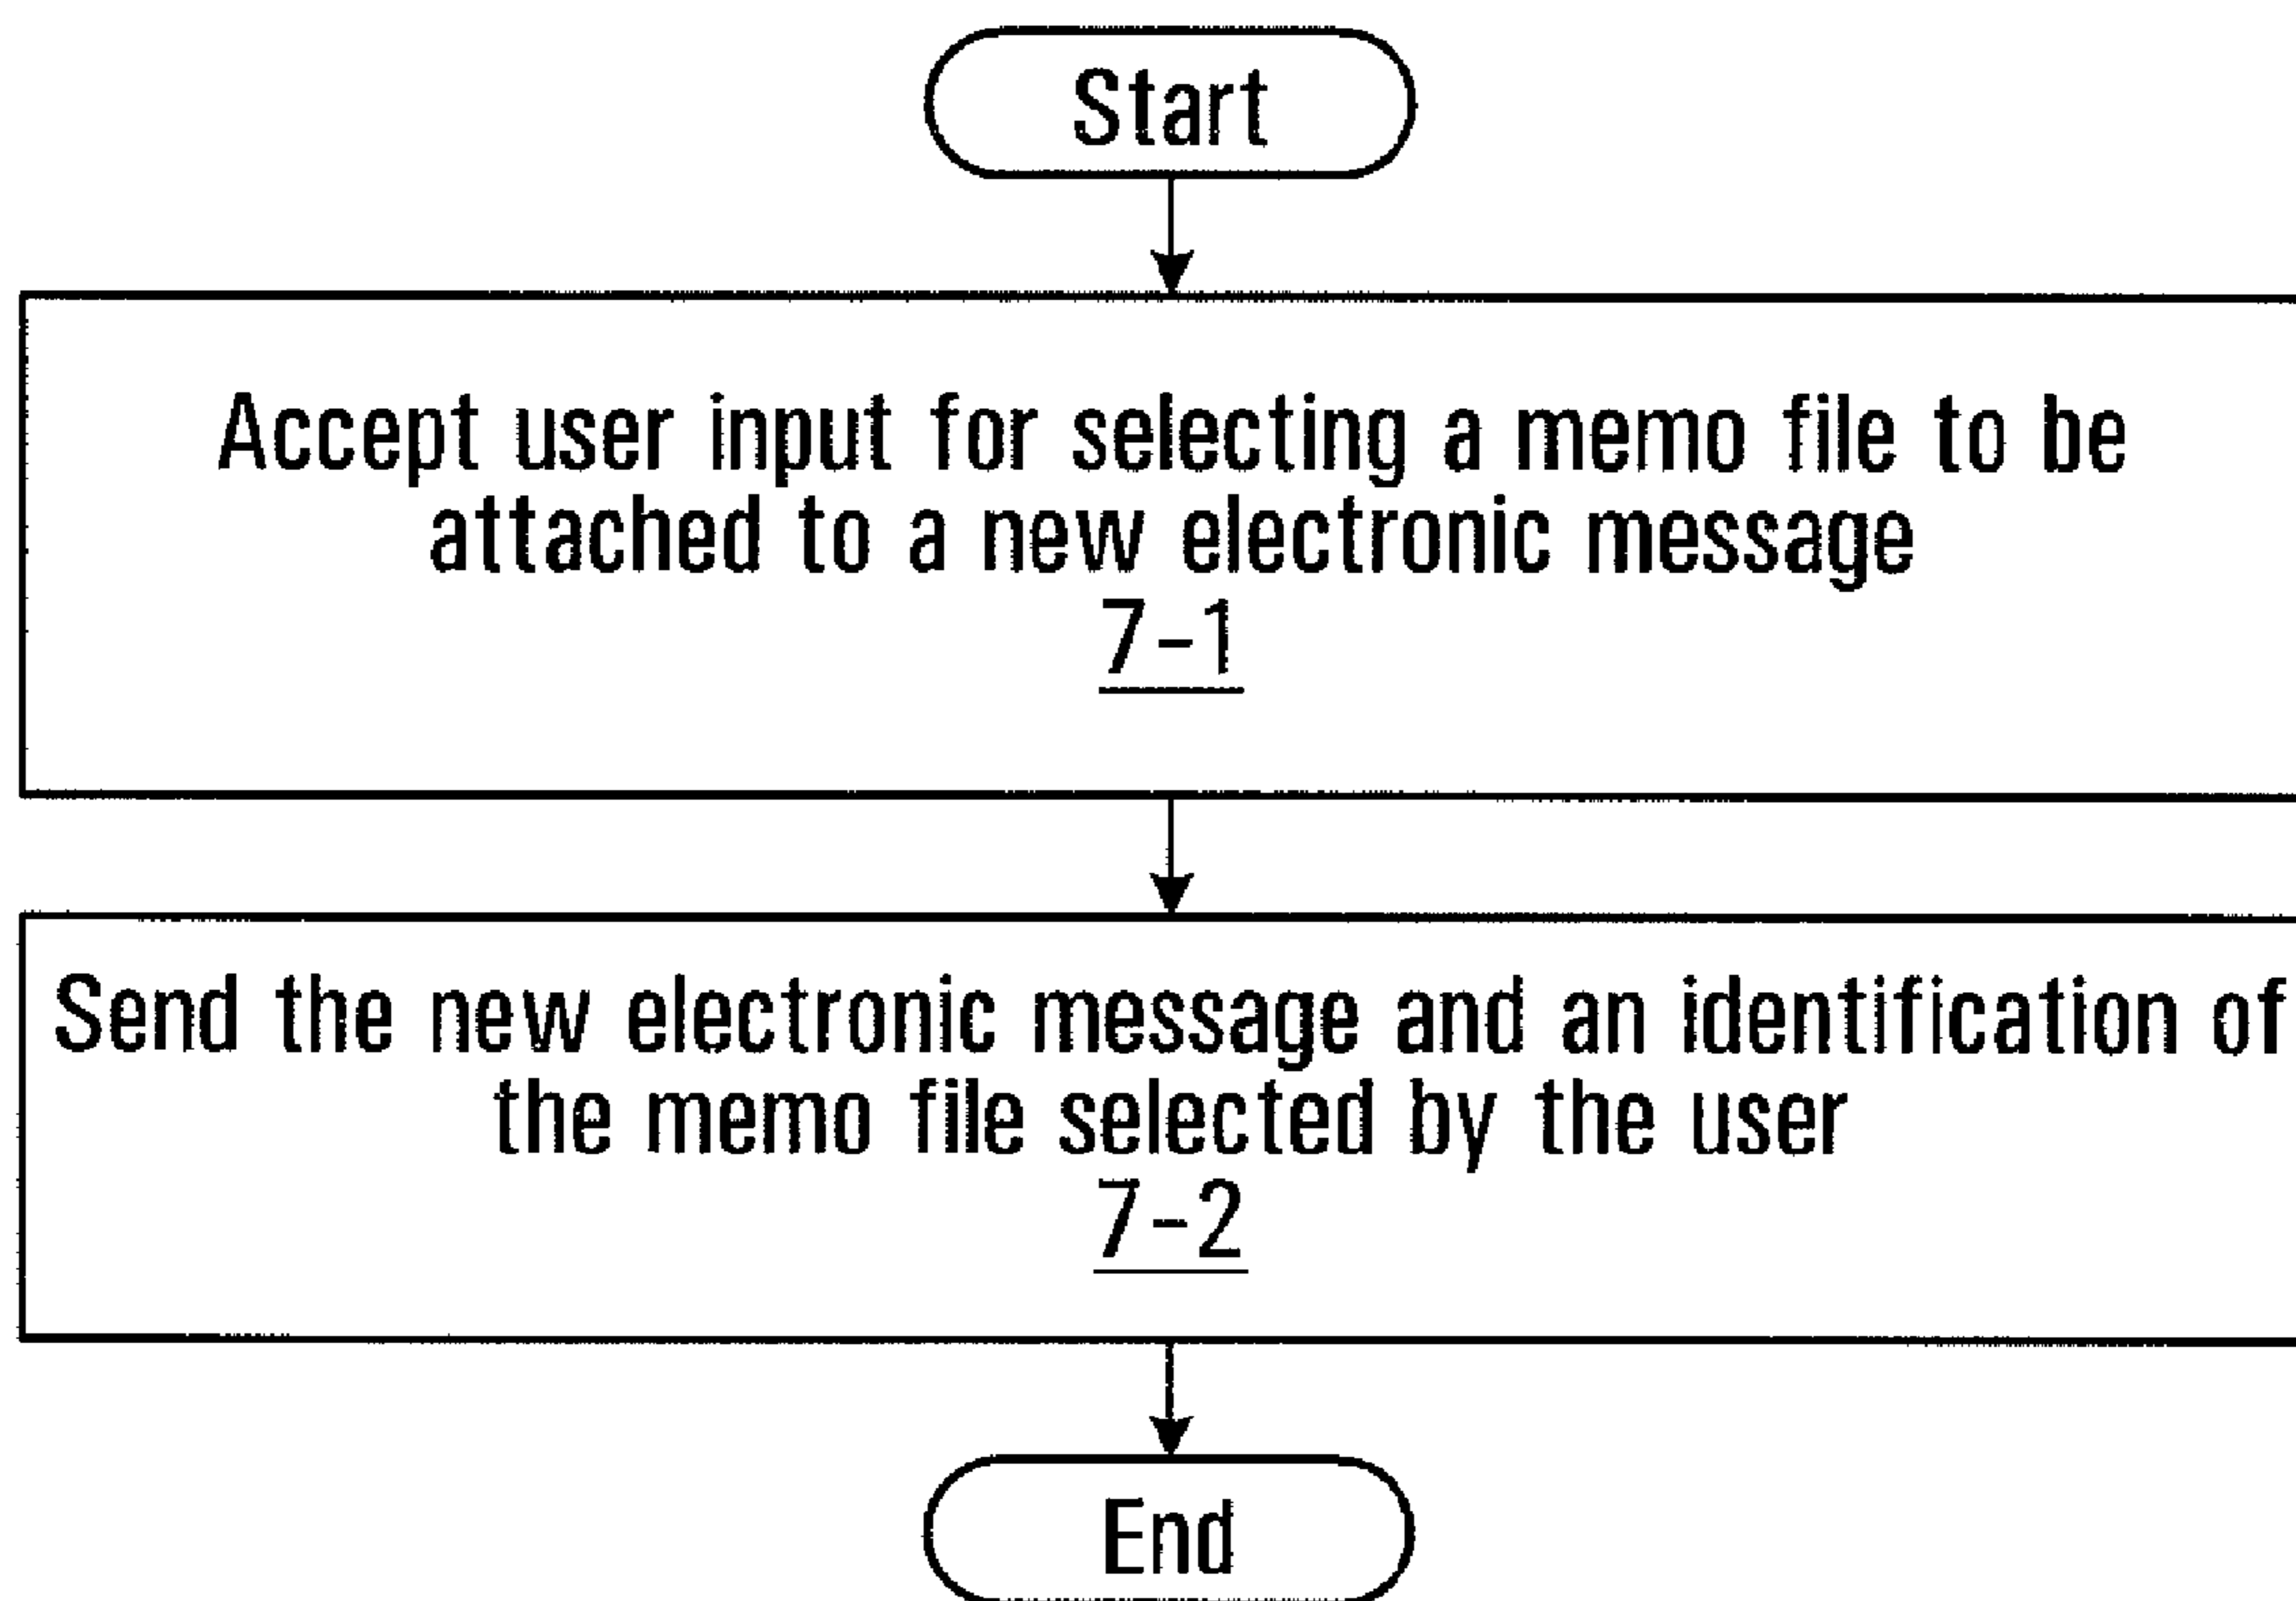 Start
Accept user input for selecting a memo file to be
attached to a new electronic message
7-1
Send the new electronic message and an identification of
the memo file selected by the user
7-2
End